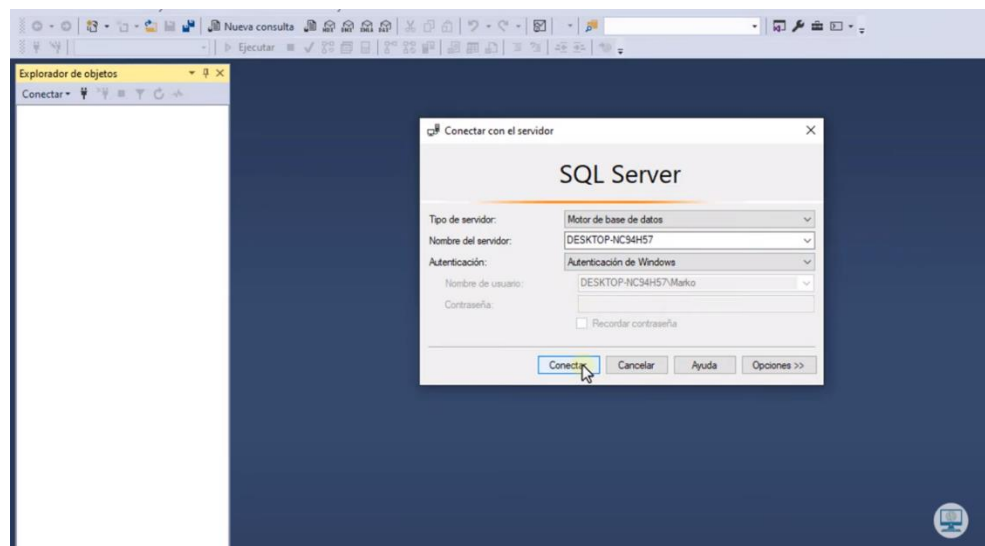 Nueva consulta
Ejecutar
Explorador de objetos
Conectar
Conectar con el servidor
SQL Server
Tipo de servidor: Motor de base de datos
Nombre del servidor: DESKTOP-NC94H57
Autenticación: Autenticación de Windows
Nombre de usuario: DESKTOP-NC94H57\Marko
Contraseña:
Recordar contraseña
Conectar Cancelar Ayuda Opciones >>